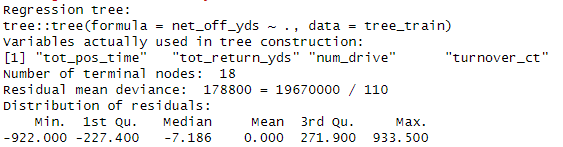 Regression tree:
tree::tree(formula = net_off_yds ~ ., data = tree_train)
Variables actually used in tree construction:
[1] "tot_pos_time"   "tot_return_yds" "num_drive"      "turnover_ct"
Number of terminal nodes:  18
Residual mean deviance:  178800 = 19670000 / 110
Distribution of residuals:
    Min.  1st Qu.   Median     Mean  3rd Qu.     Max.
-922.000 -227.400   -7.186    0.000  271.900  933.500